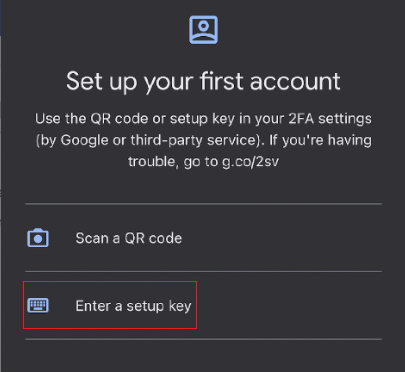 Set up your first account
Use the QR code or setup key in your 2FA settings
(by Google or third-party service). If you're having
trouble, go to g.co/2sv
Scan a QR code
Enter a setup key